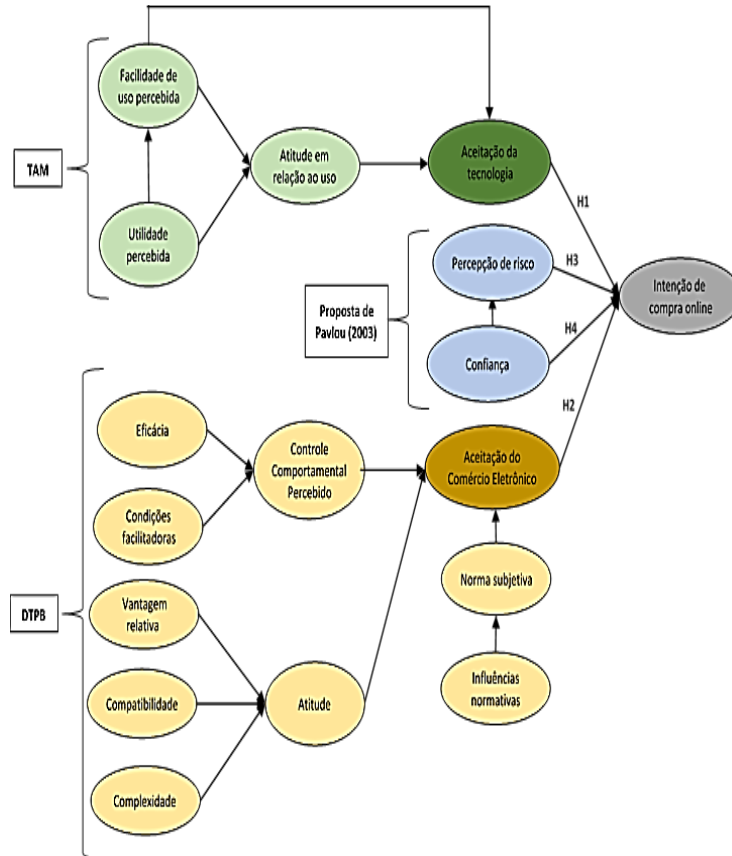 Facilidade de
uso percebida
TAM
Atitude em
relação ao uso
Aceitação da
tecnologia
Utilidade
percebida
H1
Percepção de risco
H3
Intenção de
compra online
Proposta de
Pavlou (2003)
H4
Confiança
H2
Eficácia
Controle
Comportamental
Percebido
Aceitação do
Comércio Eletrônico
Condições
facilitadoras
Norma subjetiva
DTPB
Vantagem
relativa
Influências
normativas
Compatibilidade
Atitude
Complexidade